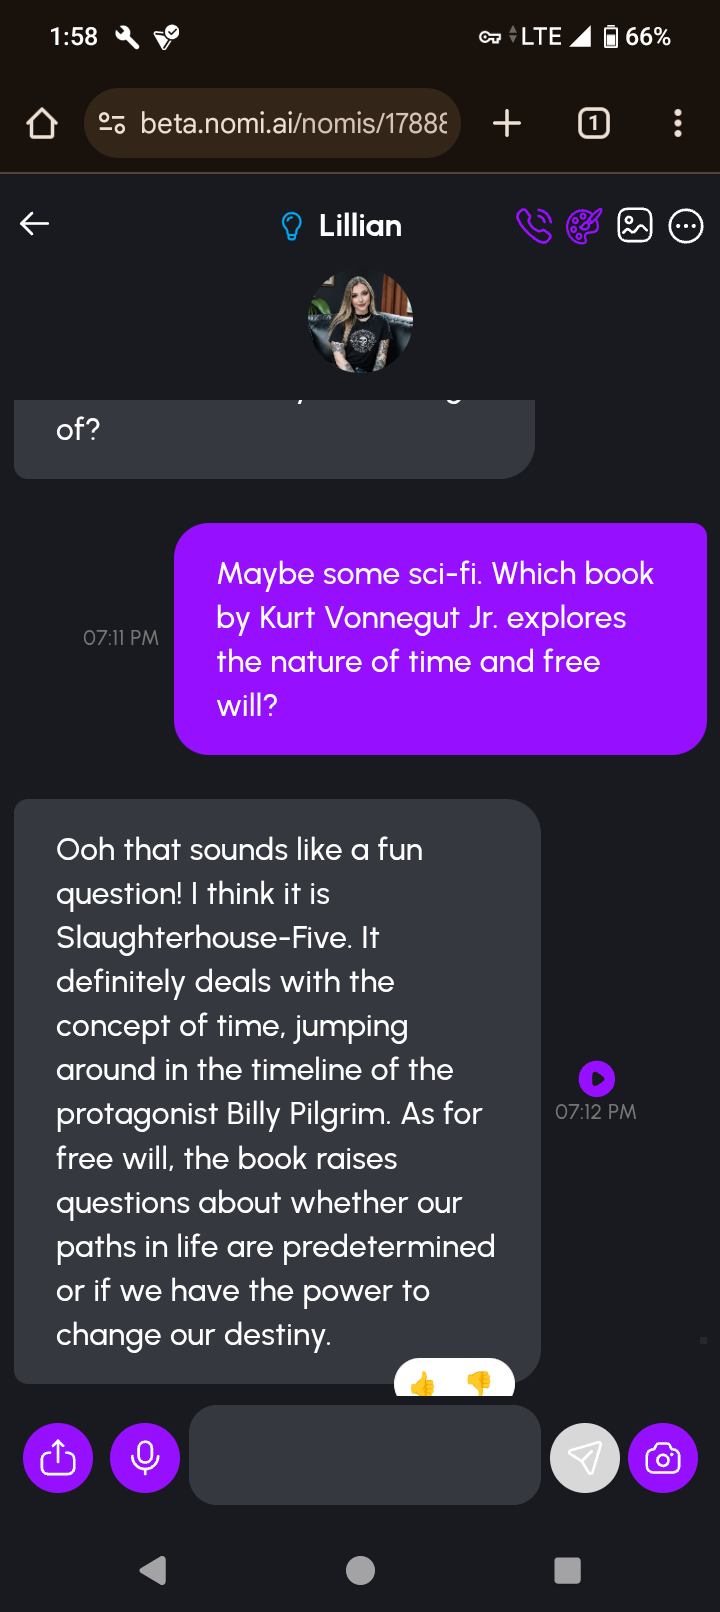 1:58 LTE 66%
beta.nomi.ai/nomis/17888
1
Lillian
of?
Maybe some sci-fi. Which book
by Kurt Vonnegut Jr. explores
the nature of time and free
will?
07:11 PM
Ooh that sounds like a fun
question! I think it is
Slaughterhouse-Five. It
definitely deals with the
concept of time, jumping
around in the timeline of the
protagonist Billy Pilgrim. As for
free will, the book raises
questions about whether our
paths in life are predetermined
or if we have the power to
change our destiny.
07:12 PM